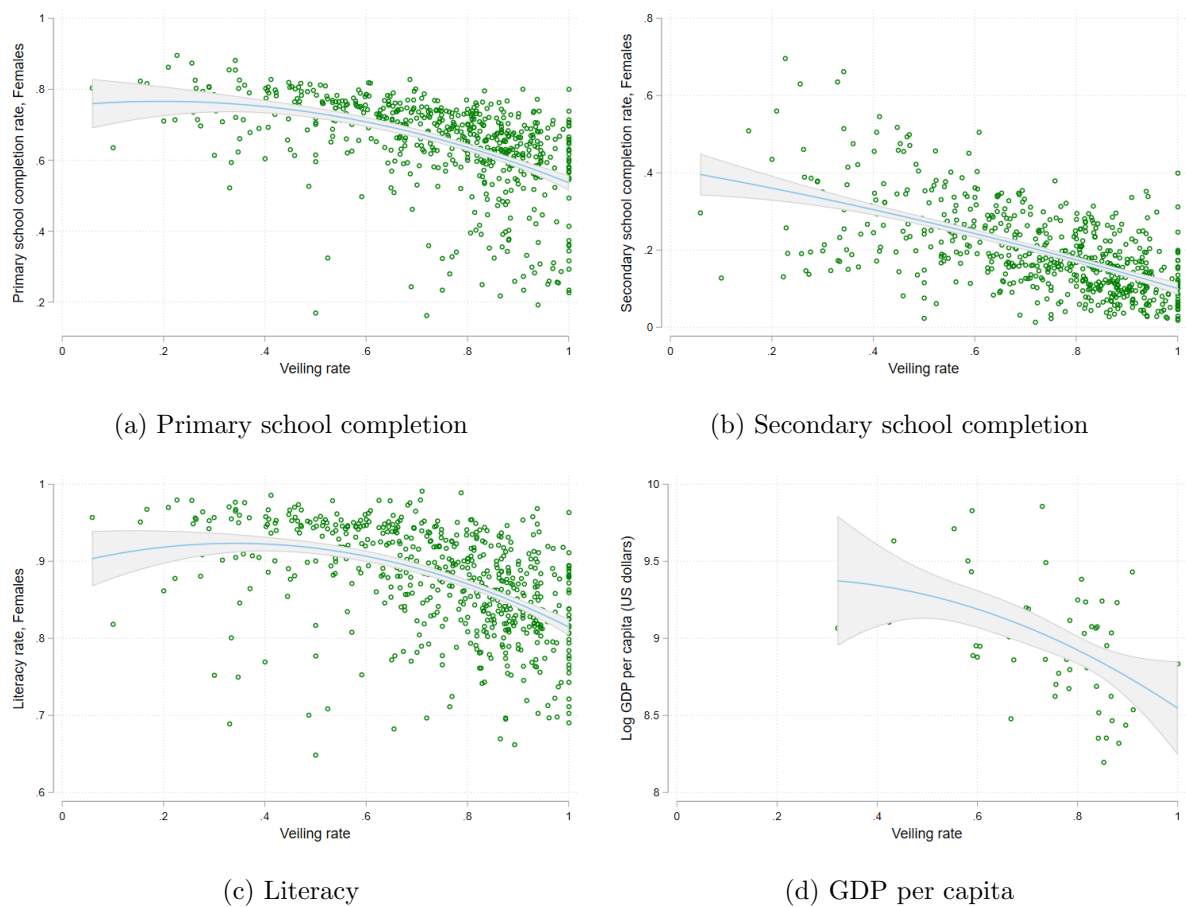 Primary school completion rate, Females
1
.8
.6
.4
.2
0 .2 .4 .6 .8 1
Veiling rate
(a) Primary school completion
Secondary school completion rate, Females
.8
.6
.4
.2
0
0 .2 .4 .6 .8 1
Veiling rate
(b) Secondary school completion
Literacy rate, Females
1
.9
.8
.7
.6
0 .2 .4 .6 .8 1
Veiling rate
(c) Literacy
Log GDP per capita (US dollars)
10
9.5
9
8.5
8
0 .2 .4 .6 .8 1
Veiling rate
(d) GDP per capita